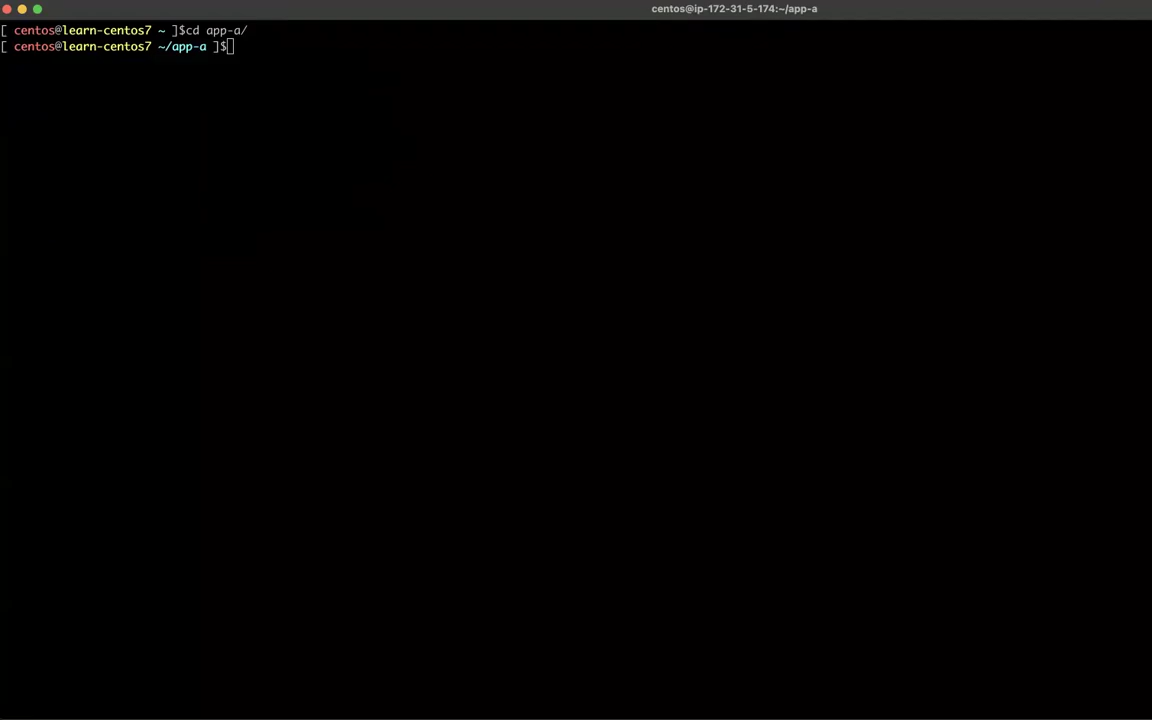 centos@ip-172-31-5-174:~/app-a
[ centos@learn-centos7 ~ ]$cd app-a/
[ centos@learn-centos7 ~/app-a ]$